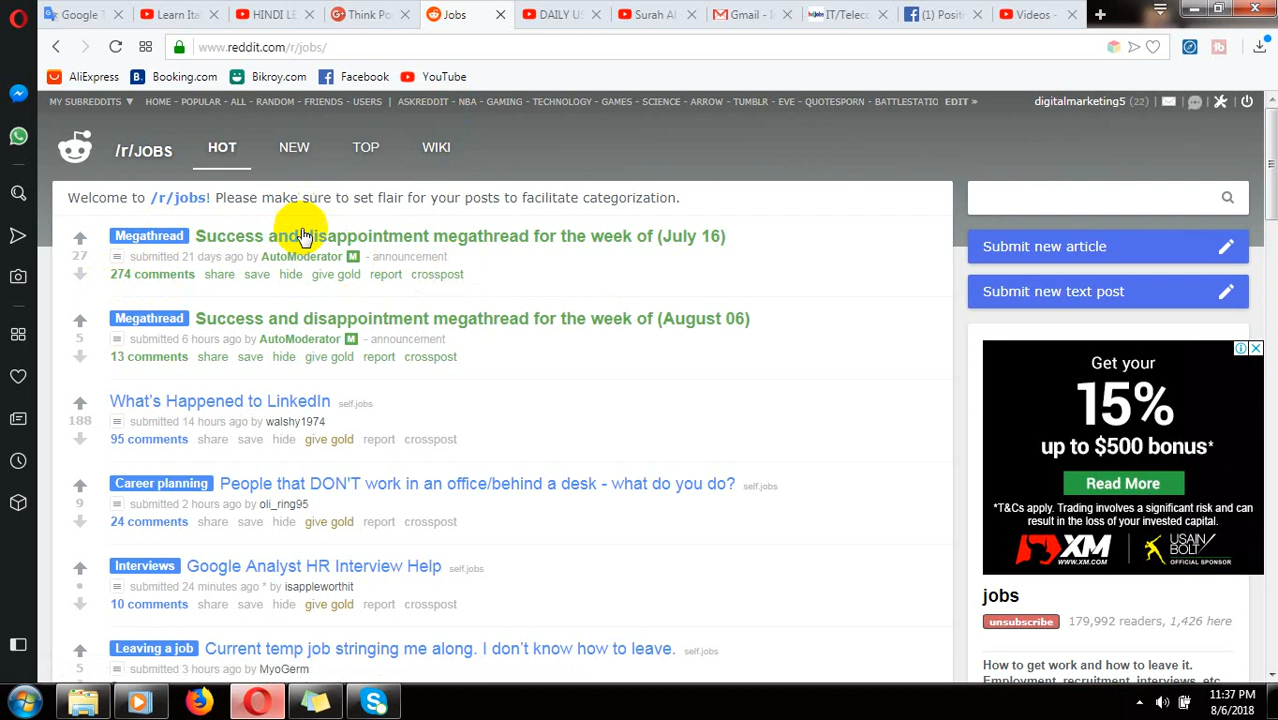 Google T
Learn Ita
HINDI LE
Think Po
Jobs
DAILY US
Surah Al
Gmail - I
IT/Teleco
(1) Positi
Videos -
www.reddit.com/r/jobs/
AliExpress
Booking.com
Bikroy.com
Facebook
YouTube
MY SUBREDDITS ▼ HOME - POPULAR - ALL - RANDOM - FRIENDS - USERS | ASKREDDIT - NBA - GAMING - TECHNOLOGY - GAMES - SCIENCE - ARROW - TUMBLR - EVE - QUOTESPORN - BATTLESTATIO EDIT »
digitalmarketing5 (22)
/r/JOBS HOT NEW TOP WIKI
Welcome to /r/jobs! Please make sure to set flair for your posts to facilitate categorization.
Megathread Success and disappointment megathread for the week of (July 16)
27
submitted 21 days ago by AutoModerator M - announcement
274 comments share save hide give gold report crosspost
Megathread Success and disappointment megathread for the week of (August 06)
5
submitted 6 hours ago by AutoModerator M - announcement
13 comments share save hide give gold report crosspost
What's Happened to LinkedIn self.jobs
188
submitted 14 hours ago by walshy1974
95 comments share save hide give gold report crosspost
Career planning People that DON'T work in an office/behind a desk - what do you do? self.jobs
9
submitted 2 hours ago by oli_ring95
24 comments share save hide give gold report crosspost
Interviews Google Analyst HR Interview Help self.jobs
•
submitted 24 minutes ago * by isappleworthit
10 comments share save hide give gold report crosspost
Leaving a job Current temp job stringing me along. I don't know how to leave. self.jobs
5
submitted 3 hours ago by MyoGerm
Submit new article
Submit new text post
Get your
15%
up to $500 bonus*
Read More
*T&Cs apply. Trading involves a significant risk and can
result in the loss of your invested capital.
XM
www.xm.com
USAIN
BOLT
OFFICIAL SPONSOR
jobs
unsubscribe 179,992 readers, 1,426 here
How to get work and how to leave it.
Employment, recruitment, interviews, etc.
11:37 PM
8/6/2018